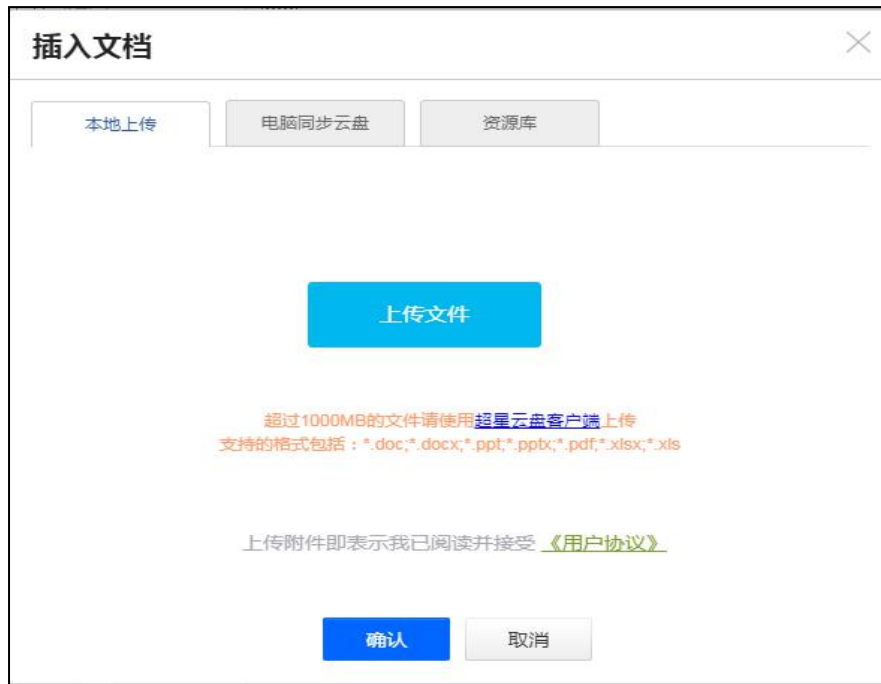 插入文档
本地上传 电脑同步云盘 资源库
上传文件
超过1000MB的文件请使用超星云盘客户端上传
支持的格式包括：*.doc;*.docx;*.ppt;*.pptx;*.pdf;*.xlsx;*.xls
上传附件即表示我已阅读并接受 《用户协议》
确认 取消